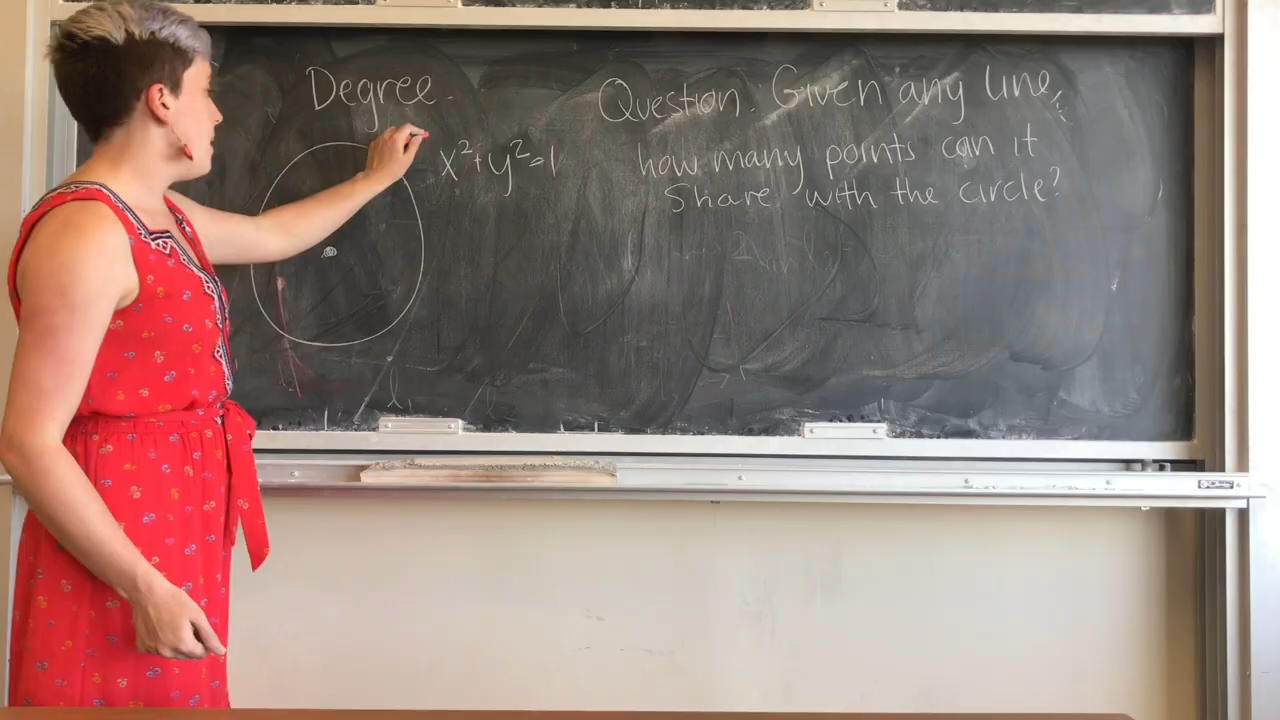 Degree.
x²+y²=1
Question: Given any line,
how many points can it
share with the circle?
l